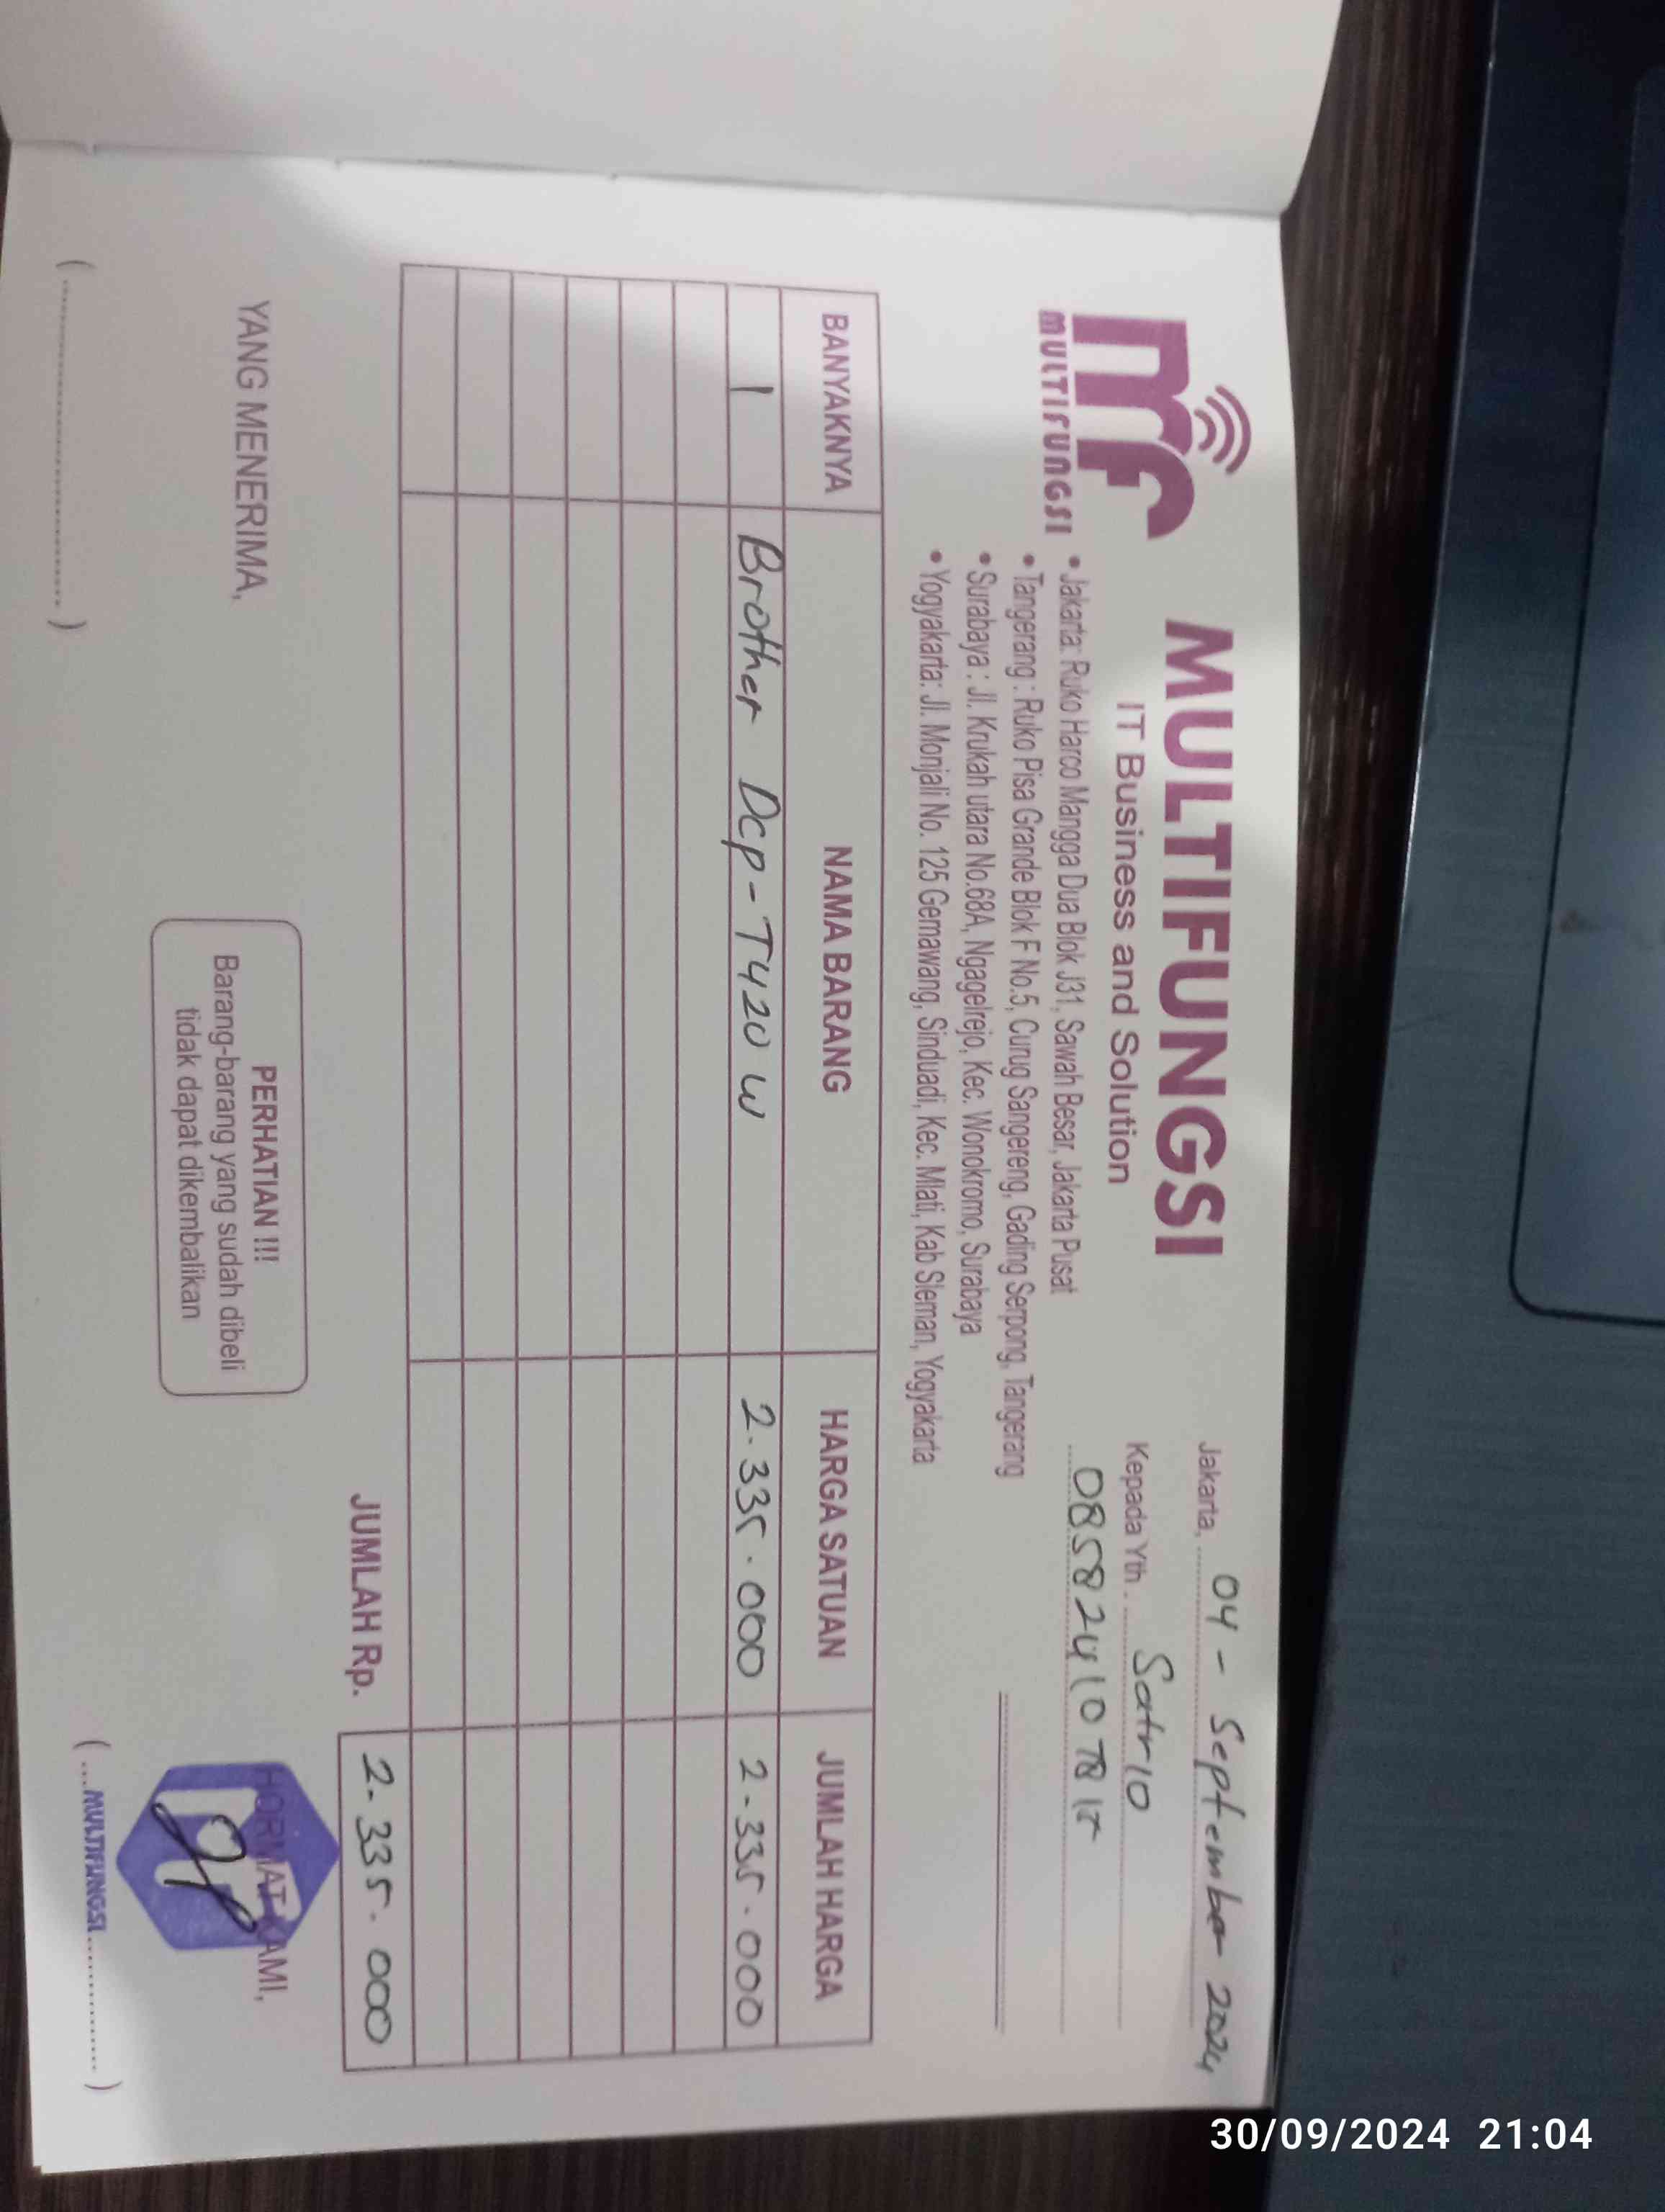 MULTIFUNGSI
MULTIFUNGSI
IT Business and Solution
• Jakarta: Ruko Harco Mangga Dua Blok J31, Sawah Besar, Jakarta Pusat
• Tangerang : Ruko Pisa Grande Blok F No.5, Curug Sangereng, Gading Serpong, Tangerang
• Surabaya : Jl. Krukah utara No.68A, Ngagelrejo, Kec. Wonokromo, Surabaya
• Yogyakarta: Jl. Monjali No. 125 Gemawang, Sinduadi, Kec. Mlati, Kab Sleman, Yogyakarta
Jakarta, 04 - September 2024
Kepada Yth. Satrio
BANYAKNYA NAMA BARANG HARGA SATUAN JUMLAH HARGA
1 Brother Dcp-T420W 2.335.000 2-335.000
JUMLAH Rp. 2.335.000
YANG MENERIMA,
PERHATIAN !!!
Barang-barang yang sudah dibeli
tidak dapat dikembalikan
HORMAT KAMI,
(...MULTIFUNGSI...)
30/09/2024 21:04